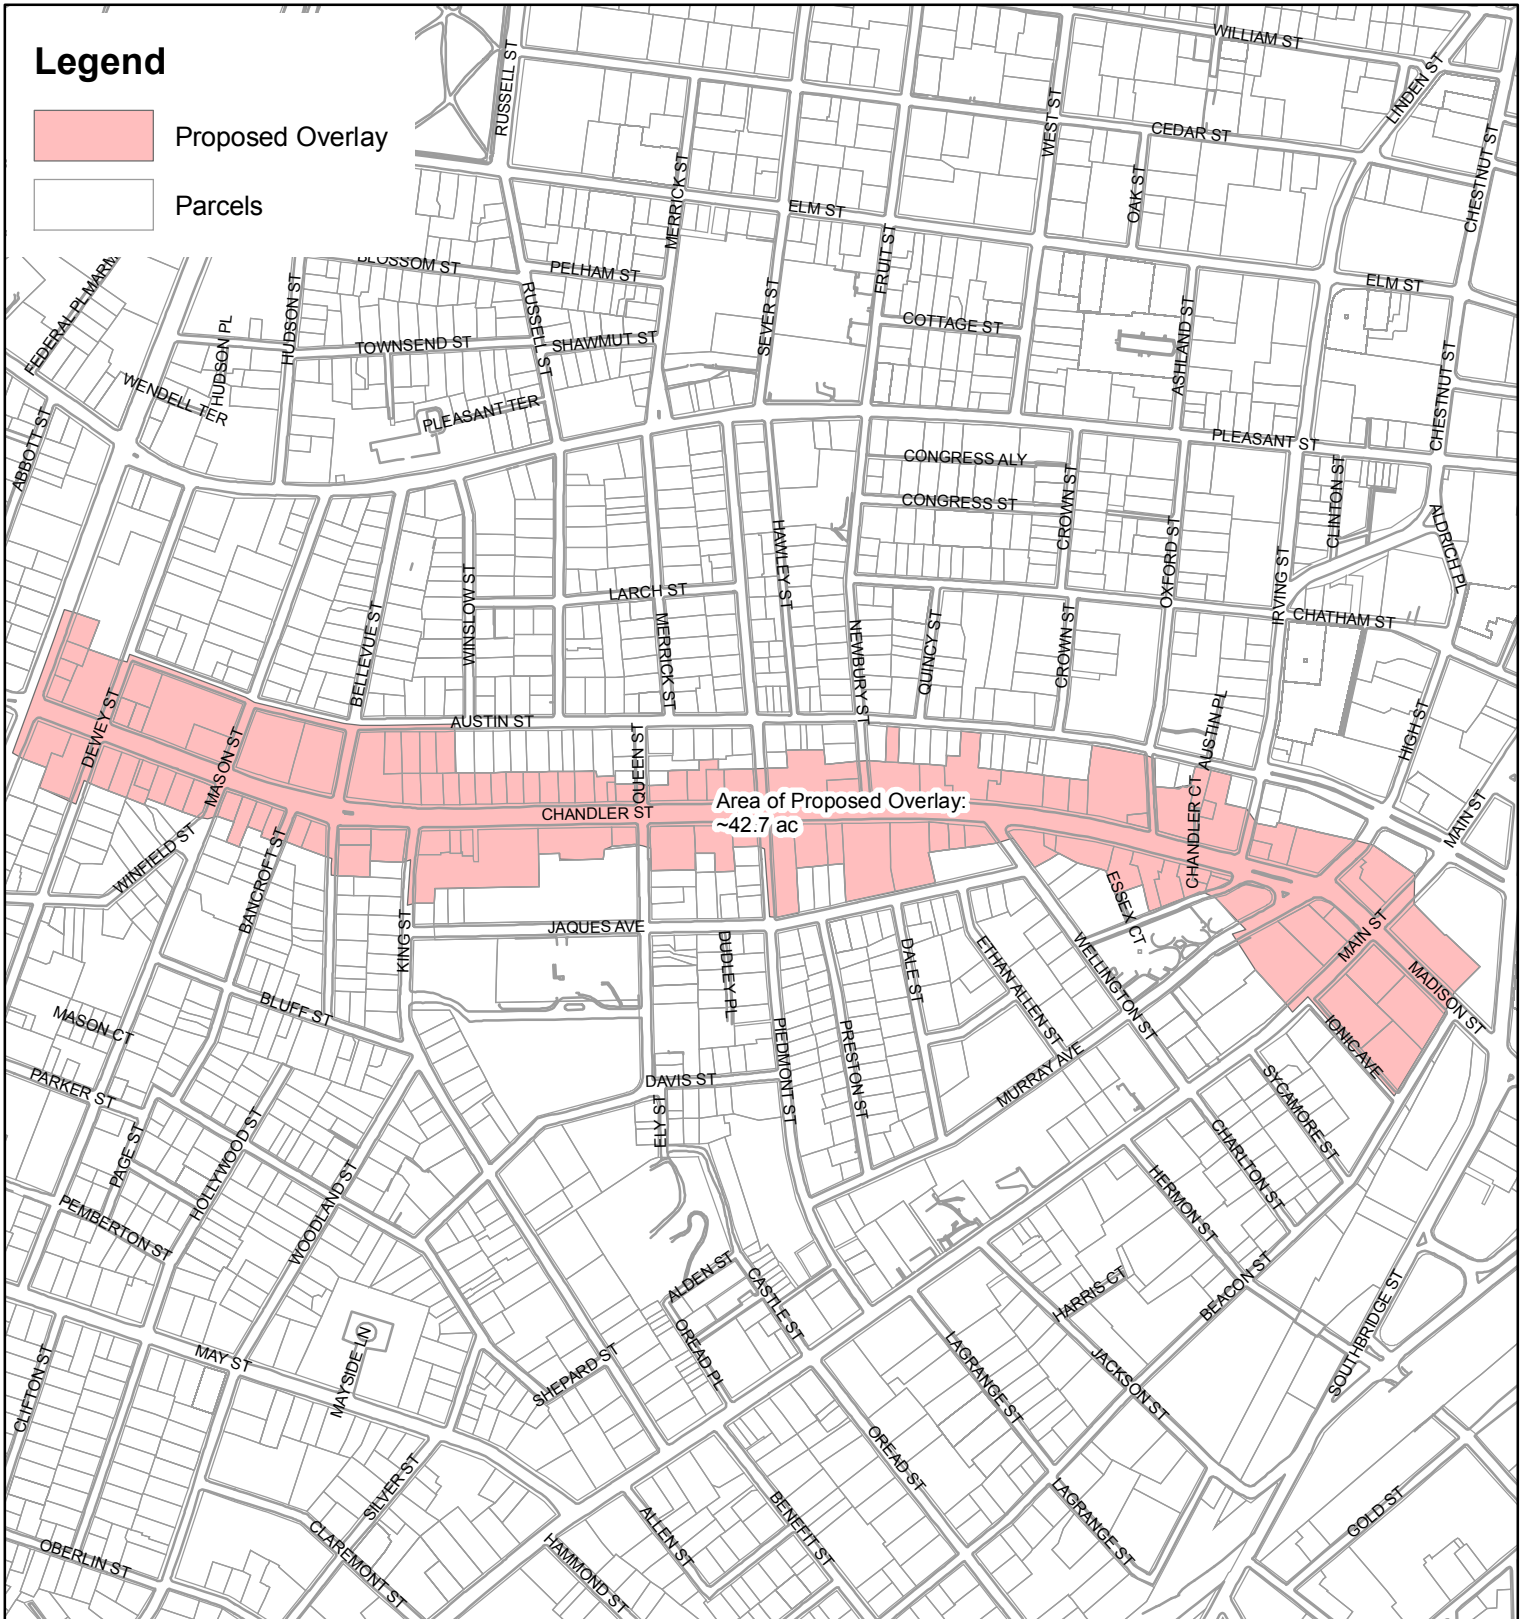 Legend
Proposed Overlay
Parcels
WILLIAM ST
LINDEN ST
RUSSELL ST
WEST ST
CEDAR ST
CHESTNUT ST
OAK ST
MERRICK ST
ELM ST
FRUIT ST
BLOSSOM ST
PELHAM ST
ELM ST
FEDERAL PL
HUDSON ST
RUSSELL ST
SEVER ST
COTTAGE ST
ASHLAND ST
HUDSON PL
TOWNSEND ST
SHAWMUT ST
CHESTNUT ST
WENDELL TER
PLEASANT TER
ABBOTT ST
PLEASANT ST
CONGRESS ALY
CLINTON ST
CONGRESS ST
CROWN ST
ALDRICH PL
HAWLEY ST
OXFORD ST
IRVING ST
WINSLOW ST
LARCH ST
CHATHAM ST
BELLEVUE ST
MERRICK ST
NEWBURY ST
QUINCY ST
CROWN ST
AUSTIN PL
HIGH ST
DEWEY ST
AUSTIN ST
MASON ST
QUEEN ST
CHANDLER ST
Area of Proposed Overlay:
~42.7 ac
CHANDLER CT
MAIN ST
WINFIELD ST
BANCROFT ST
ESSEX CT
KING ST
JAQUES AVE
DUDLEY PL
DALE ST
ETHAN ALLEN ST
WELLINGTON ST
MAIN ST
MADISON ST
BLUFF ST
MASON CT
PIEDMONT ST
PRESTON ST
IONIC AVE
PARKER ST
DAVIS ST
MURRAY AVE
SYCAMORE ST
ELY ST
PAGE ST
HOLLYWOOD ST
WOODLAND ST
CHARLTON ST
HERMON ST
PEMBERTON ST
ALDEN ST
CASTLE ST
HARRIS CT
BEACON ST
SOUTHBRIDGE ST
MAY ST
MAYSIDE LN
SHEPARD ST
OREAD PL
LAGRANGE ST
JACKSON ST
CLIFTON ST
OREAD ST
SILVER ST
CLAREMONT ST
ALLEN ST
BENEFIT ST
LAGRANGE ST
GOLD ST
OBERLIN ST
HAMMOND ST